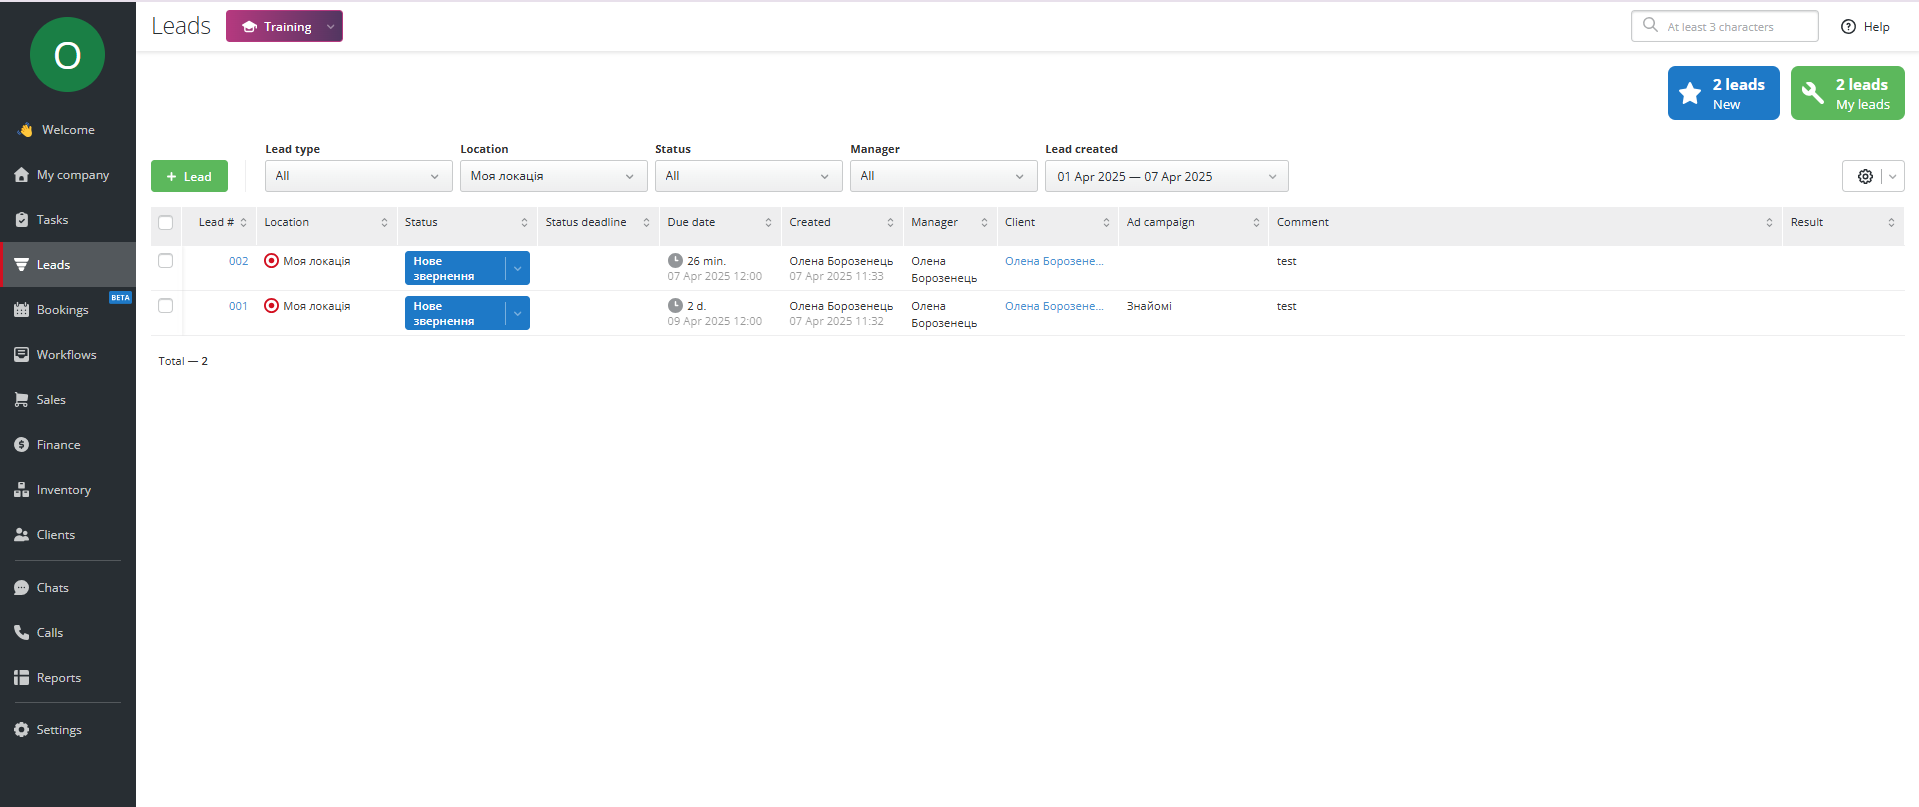 O
Leads
Training
At least 3 characters
Help
2 leads
New
2 leads
My leads
Welcome
My company
Tasks
Leads
Bookings
BETA
Workflows
Sales
Finance
Inventory
Clients
Chats
Calls
Reports
Settings
+ Lead
Lead type
All
Location
Моя локація
Status
All
Manager
All
Lead created
01 Apr 2025 — 07 Apr 2025
Lead # Location Status Status deadline Due date Created Manager Client Ad campaign Comment Result
002 Моя локація Нове звернення 26 min. Олена Борозенець Олена Борозенець Олена Борозене... test
07 Apr 2025 12:00 07 Apr 2025 11:33
001 Моя локація Нове звернення 2 d. Олена Борозенець Олена Борозенець Олена Борозене... Знайомі test
09 Apr 2025 12:00 07 Apr 2025 11:32
Total — 2